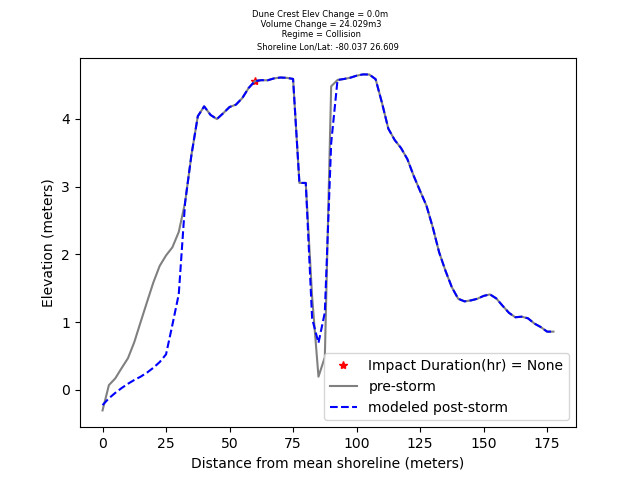 Dune Crest Elev Change = 0.0m
Volume Change = 24.029m3
Regime = Collision
Shoreline Lon/Lat: -80.037 26.609
Elevation (meters)
4
3
2
1
0
Impact Duration(hr) = None
pre-storm
modeled post-storm
0 25 50 75 100 125 150 175
Distance from mean shoreline (meters)